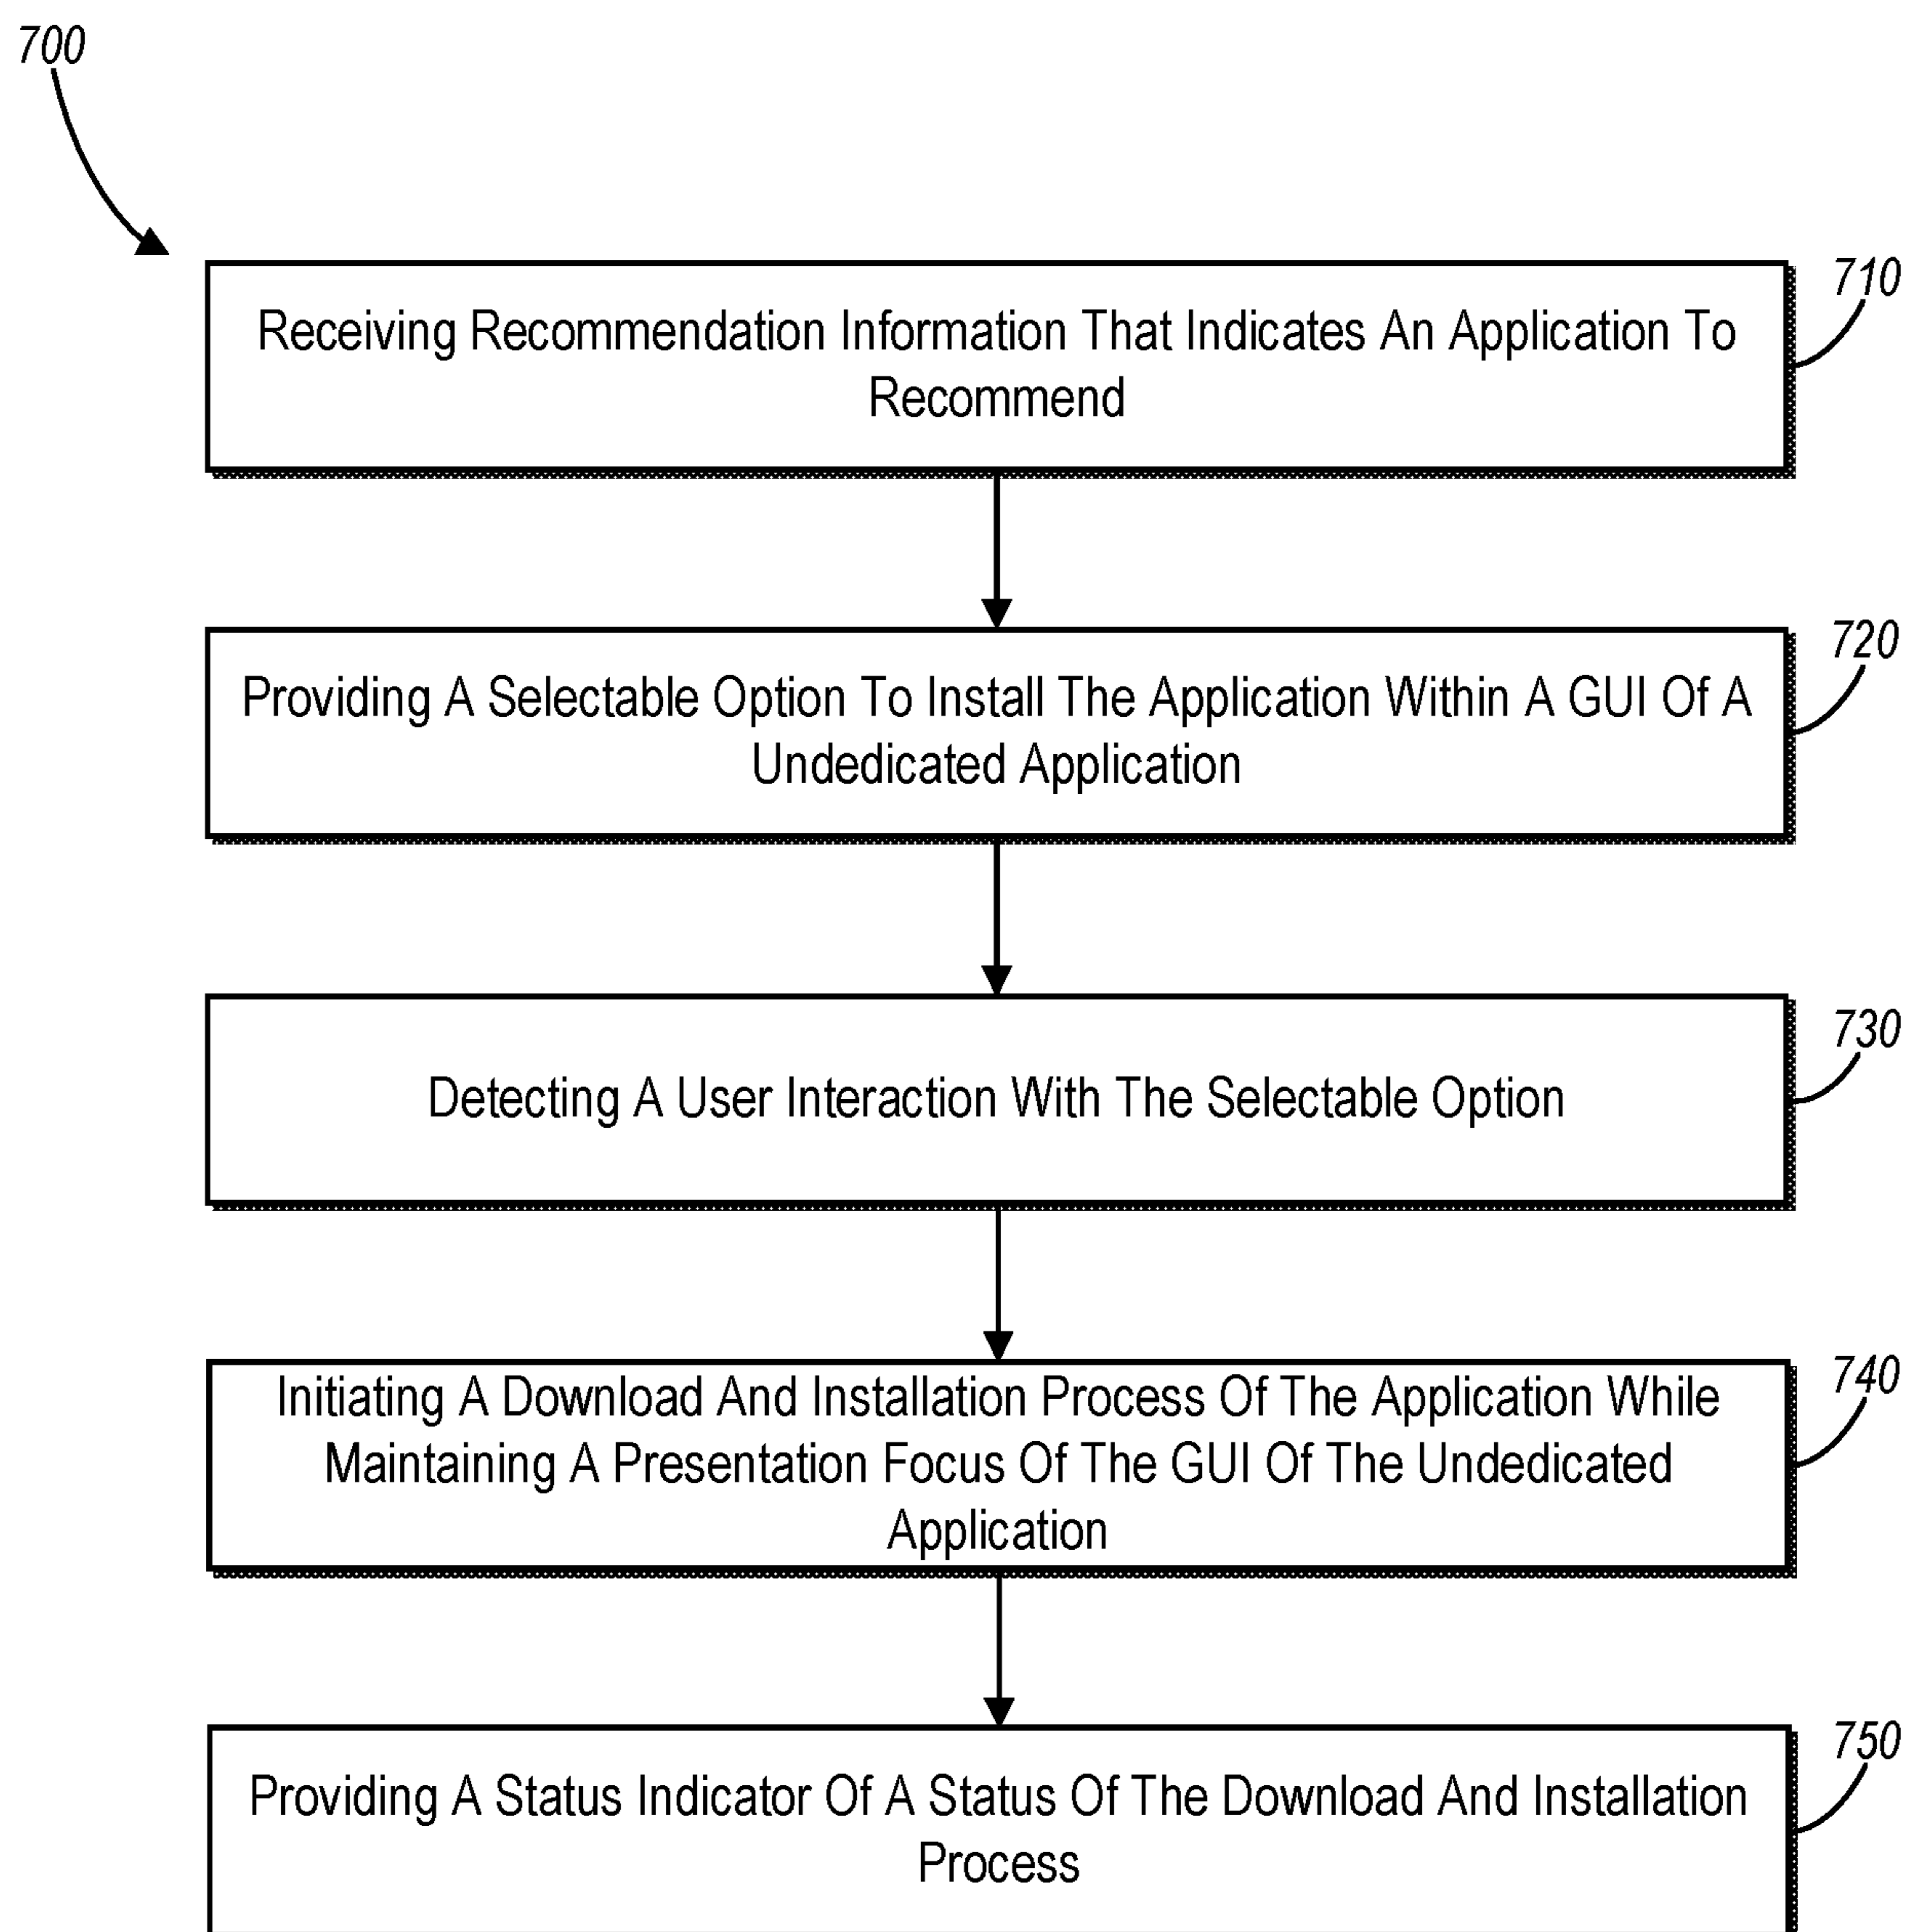 700
710
Receiving Recommendation Information That Indicates An Application To
Recommend
720
Providing A Selectable Option To Install The Application Within A GUI Of A
Undedicated Application
730
Detecting A User Interaction With The Selectable Option
740
Initiating A Download And Installation Process Of The Application While
Maintaining A Presentation Focus Of The GUI Of The Undedicated
Application
750
Providing A Status Indicator Of A Status Of The Download And Installation
Process